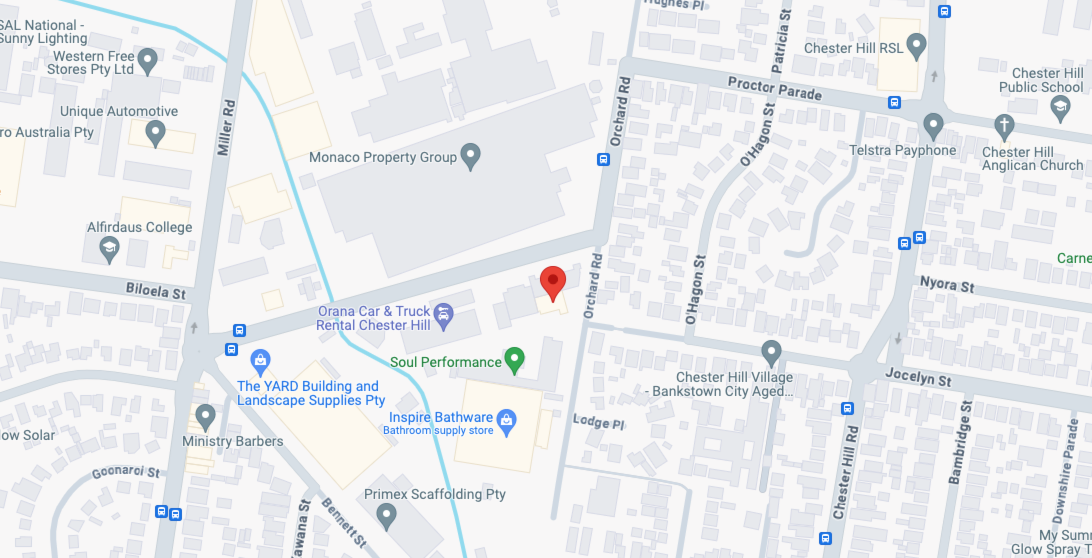 Hughes Pl
SAL National -
Sunny Lighting
Western Free
Stores Pty Ltd
Unique Automotive
ro Australia Pty
Miller Rd
Monaco Property Group
Orchard Rd
Patricia St
Proctor Parade
Chester Hill RSL
Chester Hill
Public School
O'Hagon St
Telstra Payphone
Chester Hill
Anglican Church
Alfirdaus College
Biloela St
Orchard Rd
O'Hagon St
Carne
Nyora St
Orana Car & Truck
Rental Chester Hill
Soul Performance
The YARD Building and
Landscape Supplies Pty
Inspire Bathware
Bathroom supply store
Chester Hill Village
- Bankstown City Aged...
Jocelyn St
Lodge Pl
low Solar
Ministry Barbers
Goonaroi St
Primex Scaffolding Pty
Bennett St
awana St
Chester Hill Rd
Bambridge St
Downshire Parade
My Sun
Glow Spray